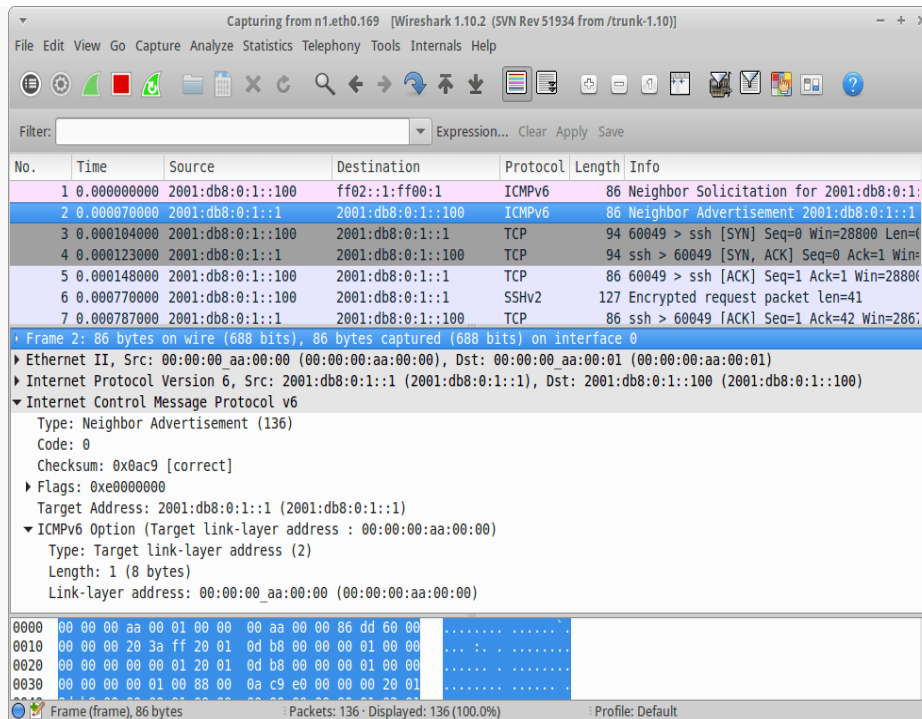 Capturing from n1.eth0.169 [Wireshark 1.10.2 (SVN Rev 51934 from /trunk-1.10)]
File Edit View Go Capture Analyze Statistics Telephony Tools Internals Help
Filter: Expression... Clear Apply Save
No. Time Source Destination Protocol Length Info
1 0.000000000 2001:db8:0:1::100 ff02::1:ff00:1 ICMPv6 86 Neighbor Solicitation for 2001:db8:0:1:
2 0.000070000 2001:db8:0:1::1 2001:db8:0:1::100 ICMPv6 86 Neighbor Advertisement 2001:db8:0:1::1
3 0.000104000 2001:db8:0:1::100 2001:db8:0:1::1 TCP 94 60049 > ssh [SYN] Seq=0 Win=28800 Len=
4 0.000123000 2001:db8:0:1::1 2001:db8:0:1::100 TCP 94 ssh > 60049 [SYN, ACK] Seq=0 Ack=1 Win=
5 0.000148000 2001:db8:0:1::100 2001:db8:0:1::1 TCP 86 60049 > ssh [ACK] Seq=1 Ack=1 Win=28800
6 0.000770000 2001:db8:0:1::100 2001:db8:0:1::1 SSHv2 127 Encrypted request packet len=41
7 0.000787000 2001:db8:0:1::1 2001:db8:0:1::100 TCP 86 ssh > 60049 [ACK] Seq=1 Ack=42 Win=2867
Frame 2: 86 bytes on wire (688 bits), 86 bytes captured (688 bits) on interface 0
Ethernet II, Src: 00:00:00_aa:00:00 (00:00:00:aa:00:00), Dst: 00:00:00_aa:00:01 (00:00:00:aa:00:01)
Internet Protocol Version 6, Src: 2001:db8:0:1::1 (2001:db8:0:1::1), Dst: 2001:db8:0:1::100 (2001:db8:0:1::100)
Internet Control Message Protocol v6
Type: Neighbor Advertisement (136)
Code: 0
Checksum: 0x0ac9 [correct]
Flags: 0xe0000000
Target Address: 2001:db8:0:1::1 (2001:db8:0:1::1)
ICMPv6 Option (Target link-layer address : 00:00:00:aa:00:00)
Type: Target link-layer address (2)
Length: 1 (8 bytes)
Link-layer address: 00:00:00_aa:00:00 (00:00:00:aa:00:00)
0000 00 00 00 aa 00 01 00 00 00 aa 00 00 86 dd 60 00 ........ ......`.
0010 00 00 00 20 3a ff 20 01 0d b8 00 00 00 01 00 00 ... :. . ........
0020 00 00 00 00 00 01 20 01 0d b8 00 00 00 01 00 00 ...... . ........
0030 00 00 00 00 01 00 88 00 0a c9 e0 00 00 00 20 01 ........ ...... .
Frame (frame), 86 bytes Packets: 136 · Displayed: 136 (100.0%) Profile: Default